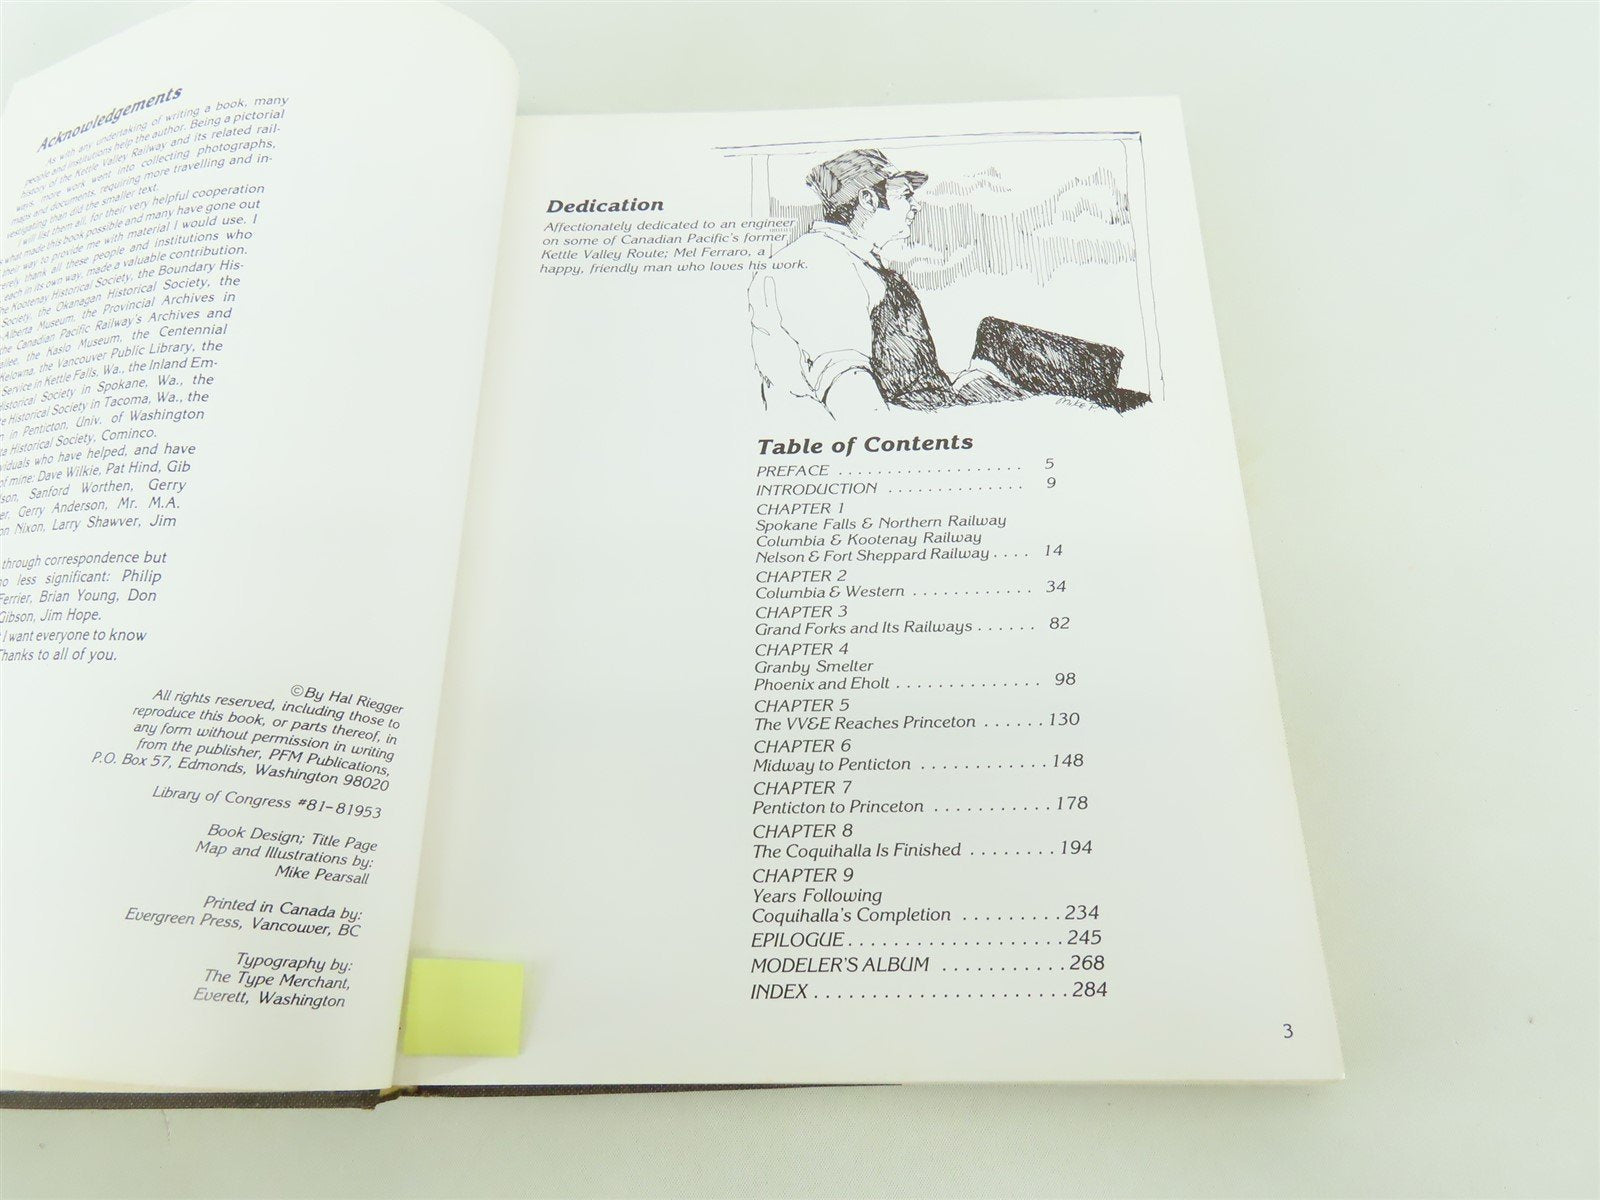 Acknowledgements
As with any undertaking of writing a book, many
people and institutions help the author. Being a pictorial
history of the Kettle Valley Railway and its related rail-
ways, more work went into collecting photographs,
maps and documents, requiring more travelling and in-
vestigating than did the smaller text.
I will list them all, for their very helpful cooperation
what made this book possible and many have gone out
their way to provide me with material I would use. I
thank all these people and institutions who
each in its own way, made a valuable contribution.
Kootenay Historical Society, the Boundary His-
Society, the Okanagan Historical Society, the
Alberta Museum, the Provincial Archives in
the Canadian Pacific Railway's Archives and
the Kaslo Museum, the Centennial
Kelowna, the Vancouver Public Library, the
Service in Kettle Falls, Wa., the Inland Em-
Historical Society in Spokane, Wa., the
Historical Society in Tacoma, Wa., the
in Penticton, Univ. of Washington
Historical Society, Cominco.
who have helped, and have
of mine; Dave Wilkie, Pat Hind, Gib
Sanford Worthen, Gerry
Gerry Anderson, Mr. M.A.
Nixon, Larry Shawver, Jim
through correspondence but
no less significant: Philip
Ferrier, Brian Young, Don
Gibson, Jim Hope.
I want everyone to know
Thanks to all of you.
©By Hal Riegger
All rights reserved, including those to
reproduce this book, or parts thereof, in
any form without permission in writing
from the publisher, PFM Publications,
P.O. Box 57, Edmonds, Washington 98020
Library of Congress #81-81953
Book Design; Title Page
Map and Illustrations by:
Mike Pearsall
Printed in Canada by:
Evergreen Press, Vancouver, BC
Typography by:
The Type Merchant,
Everett, Washington
Dedication
Affectionately dedicated to an engineer
on some of Canadian Pacific's former
Kettle Valley Route; Mel Ferraro, a
happy, friendly man who loves his work.
Mike P
Table of Contents
PREFACE . . . . . . . . . . . . . . . . . . . 5
INTRODUCTION . . . . . . . . . . . . . . 9
CHAPTER 1
Spokane Falls & Northern Railway
Columbia & Kootenay Railway
Nelson & Fort Sheppard Railway . . . . 14
CHAPTER 2
Columbia & Western . . . . . . . . . . . . 34
CHAPTER 3
Grand Forks and Its Railways . . . . . . 82
CHAPTER 4
Granby Smelter
Phoenix and Eholt . . . . . . . . . . . . . . 98
CHAPTER 5
The VV&E Reaches Princeton . . . . . . 130
CHAPTER 6
Midway to Penticton . . . . . . . . . . . . 148
CHAPTER 7
Penticton to Princeton . . . . . . . . . . . 178
CHAPTER 8
The Coquihalla Is Finished . . . . . . . . 194
CHAPTER 9
Years Following
Coquihalla's Completion . . . . . . . . . 234
EPILOGUE . . . . . . . . . . . . . . . . . . . . 245
MODELER'S ALBUM . . . . . . . . . . . 268
INDEX . . . . . . . . . . . . . . . . . . . . . . 284
3